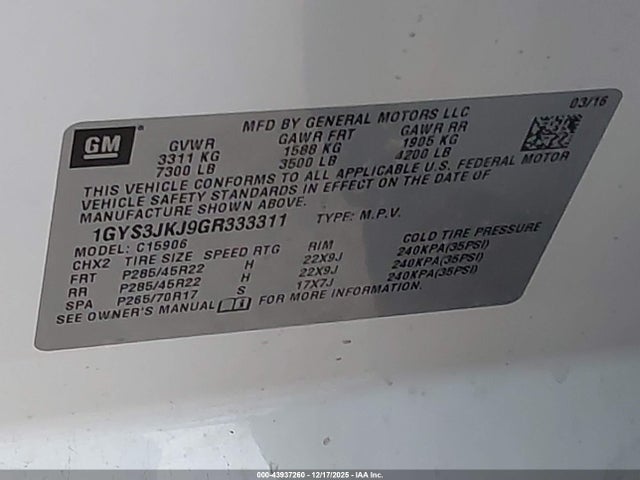 GM
MFD BY GENERAL MOTORS LLC 03/16
GVWR GAWR FRT GAWR RR
3311 KG 1588 KG 1905 KG
7300 LB 3500 LB 4200 LB
THIS VEHICLE CONFORMS TO ALL APPLICABLE U.S. FEDERAL MOTOR
VEHICLE SAFETY STANDARDS IN EFFECT ON THE DATE OF
MANUFACTURE SHOWN ABOVE.
1GYS3JKJ9GR333311 TYPE: M.P.V.
MODEL: C15906
CHX2 TIRE SIZE SPEED RTG RIM COLD TIRE PRESSURE
FRT P285/45R22 H 22X9J 240KPA(35PSI)
RR P285/45R22 H 22X9J 240KPA(35PSI)
SPA P265/70R17 S 17X7J 240KPA(35PSI)
SEE OWNER'S MANUAL FOR MORE INFORMATION.
000-43937260 - 12/17/2025 - IAA Inc.